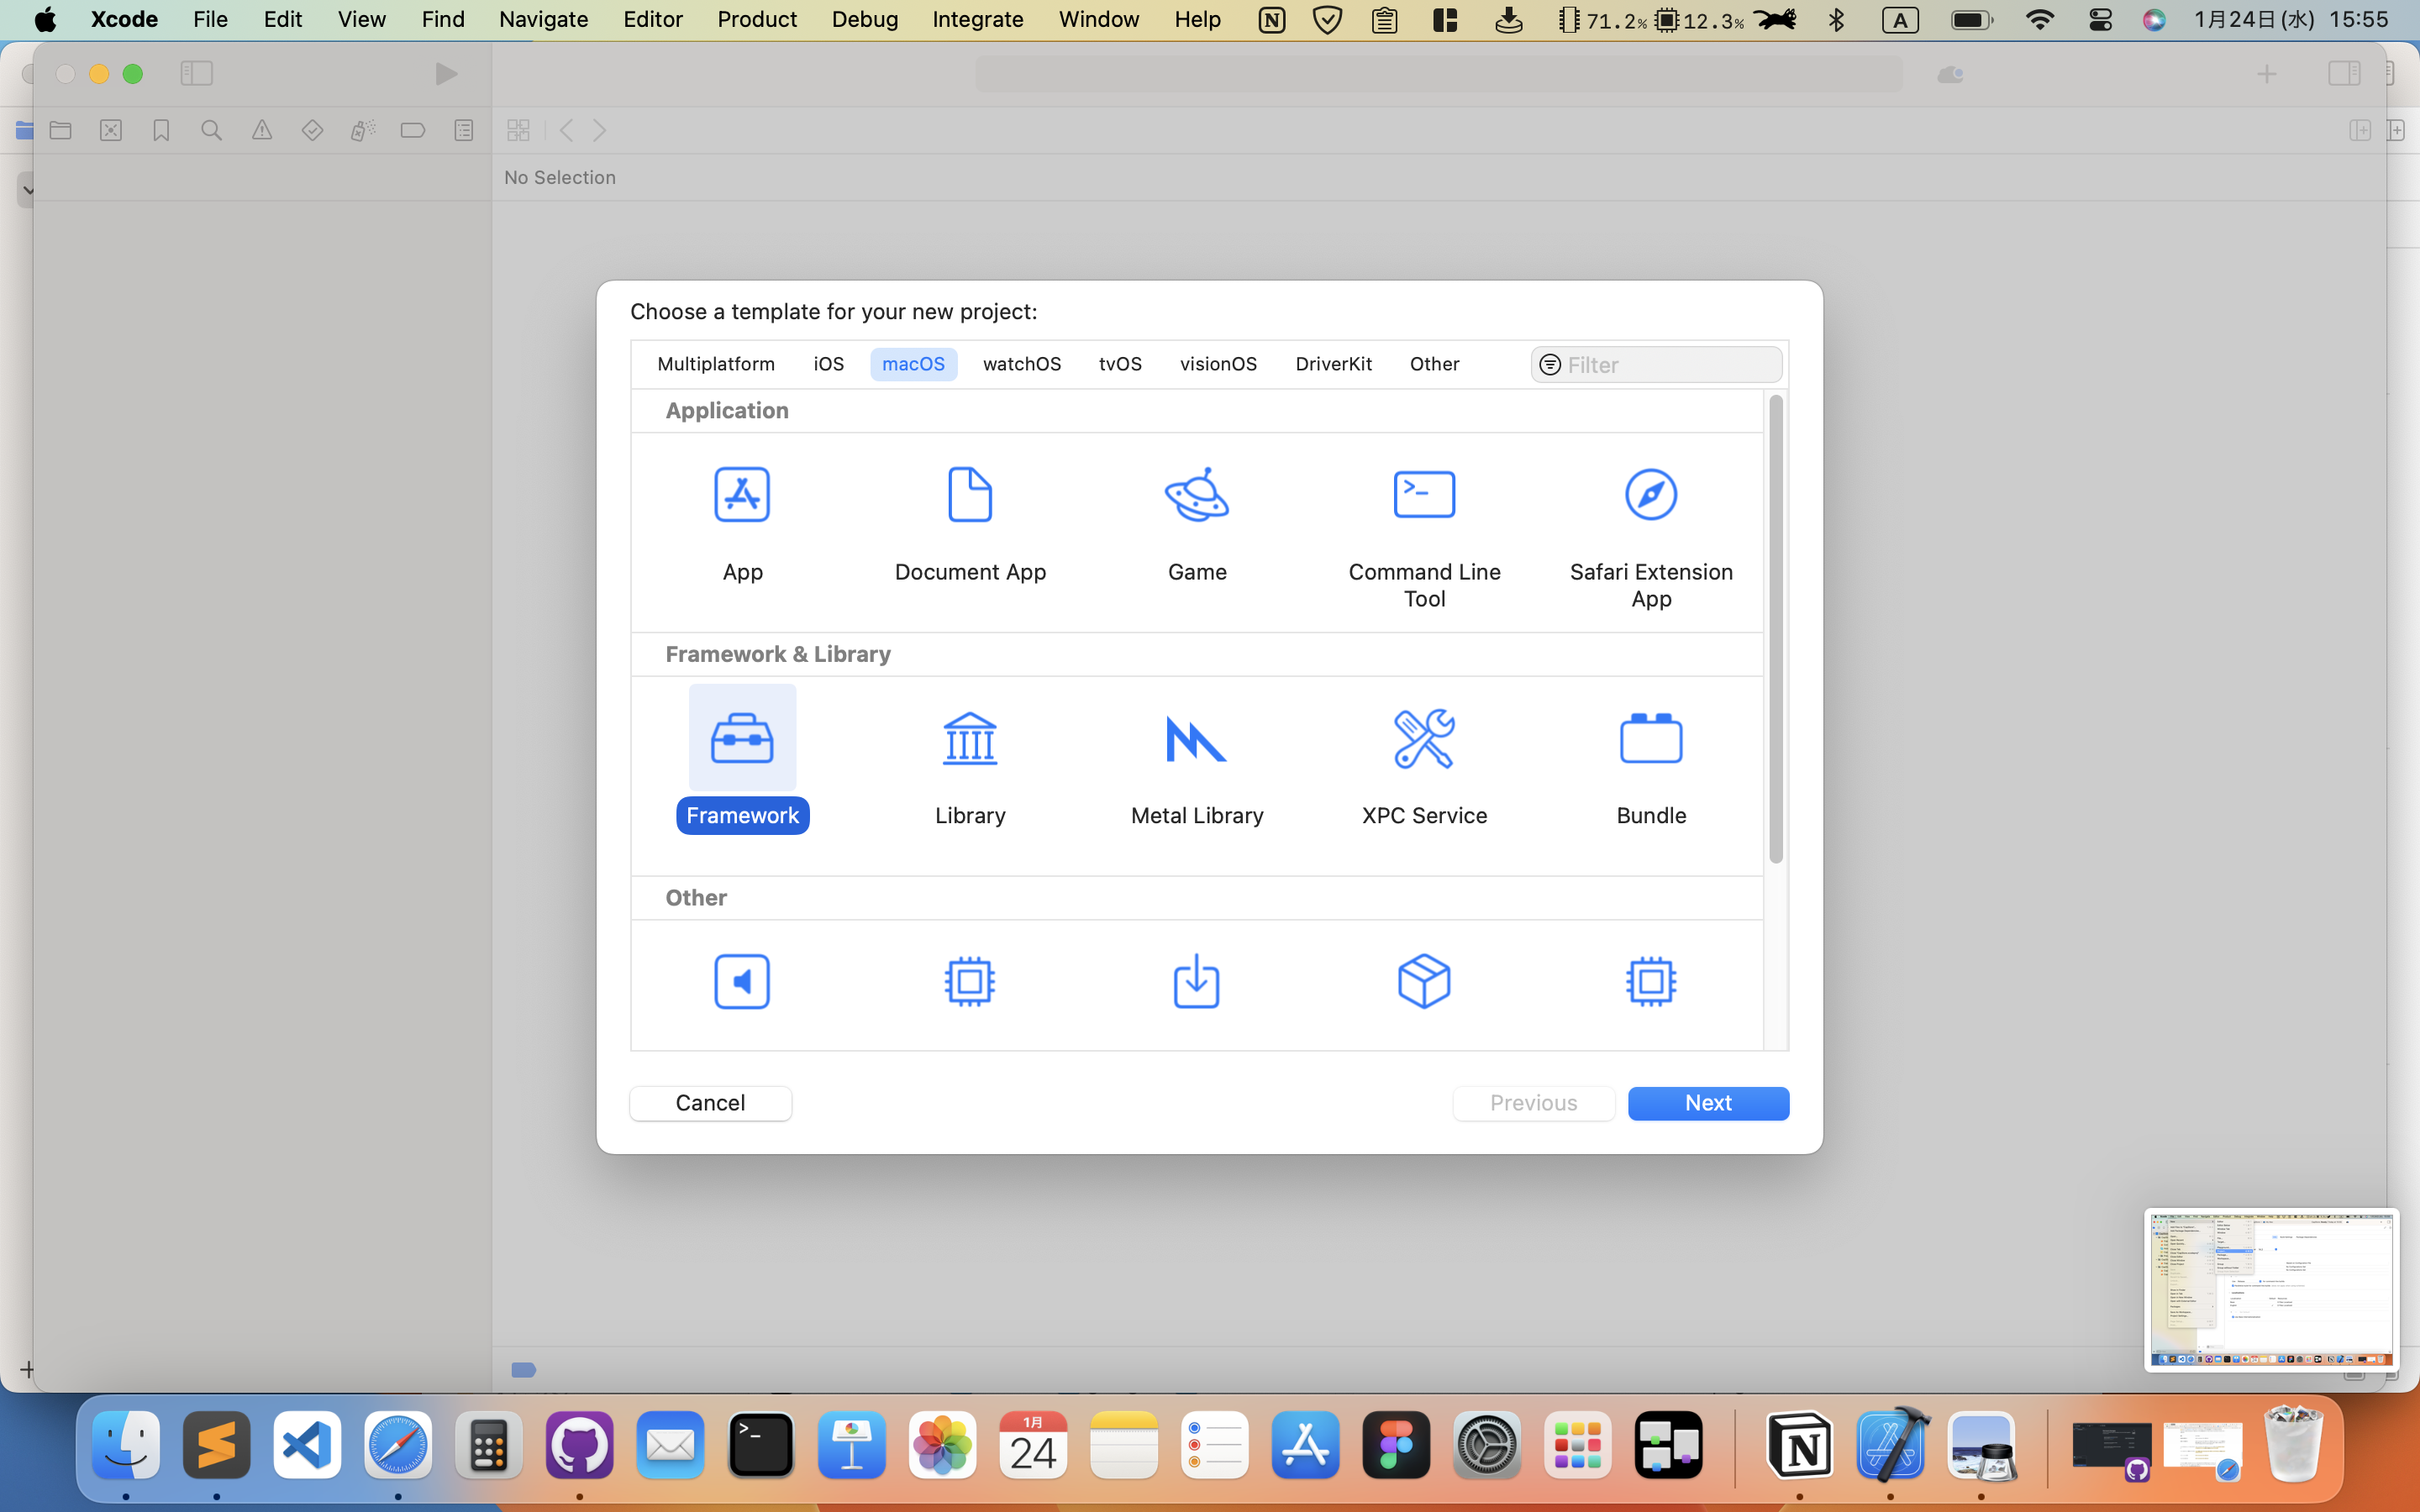 Xcode File Edit View Find Navigate Editor Product Debug Integrate Window Help 71.2% 12.3% A 1月24日(水) 15:55
No Selection
Choose a template for your new project:
Multiplatform iOS macOS watchOS tvOS visionOS DriverKit Other Filter
Application
App Document App Game Command Line Tool Safari Extension App
Framework & Library
Framework Library Metal Library XPC Service Bundle
Other
Cancel Previous Next
1月
24